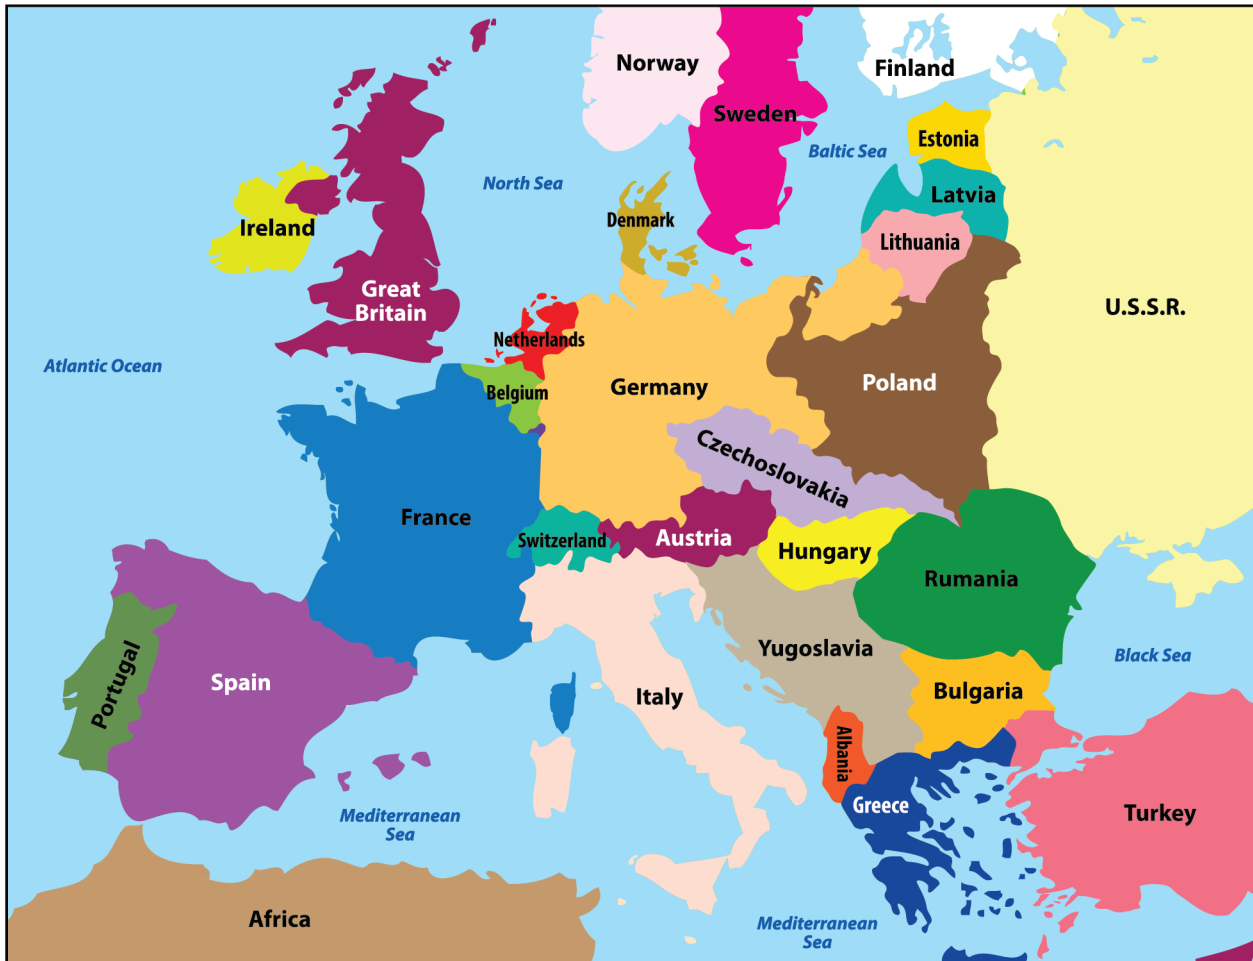 Norway
Finland
Sweden
Estonia
Baltic Sea
North Sea
Latvia
Denmark
Ireland
Lithuania
Great
Britain
U.S.S.R.
Netherlands
Atlantic Ocean
Germany
Poland
Belgium
Czechoslovakia
France
Switzerland
Austria
Hungary
Rumania
Yugoslavia
Black Sea
Portugal
Spain
Italy
Bulgaria
Albania
Greece
Turkey
Mediterranean
Sea
Africa
Mediterranean
Sea